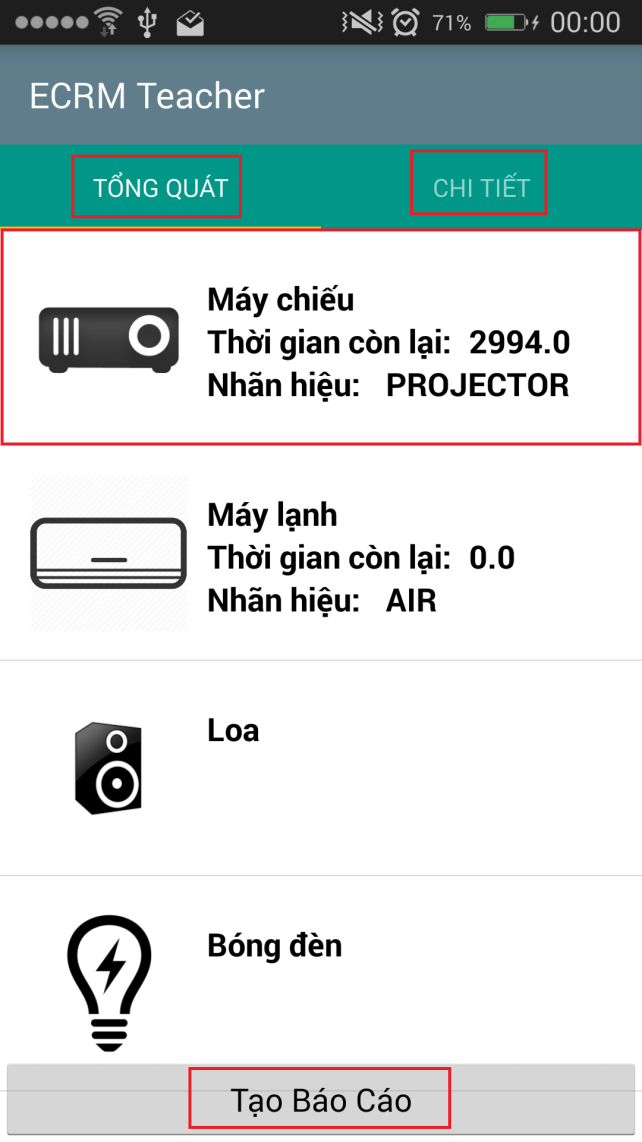 71% 00:00
ECRM Teacher
TỔNG QUÁT CHI TIẾT
Máy chiếu
Thời gian còn lại: 2994.0
Nhãn hiệu: PROJECTOR
Máy lạnh
Thời gian còn lại: 0.0
Nhãn hiệu: AIR
Loa
Bóng đèn
Tạo Báo Cáo